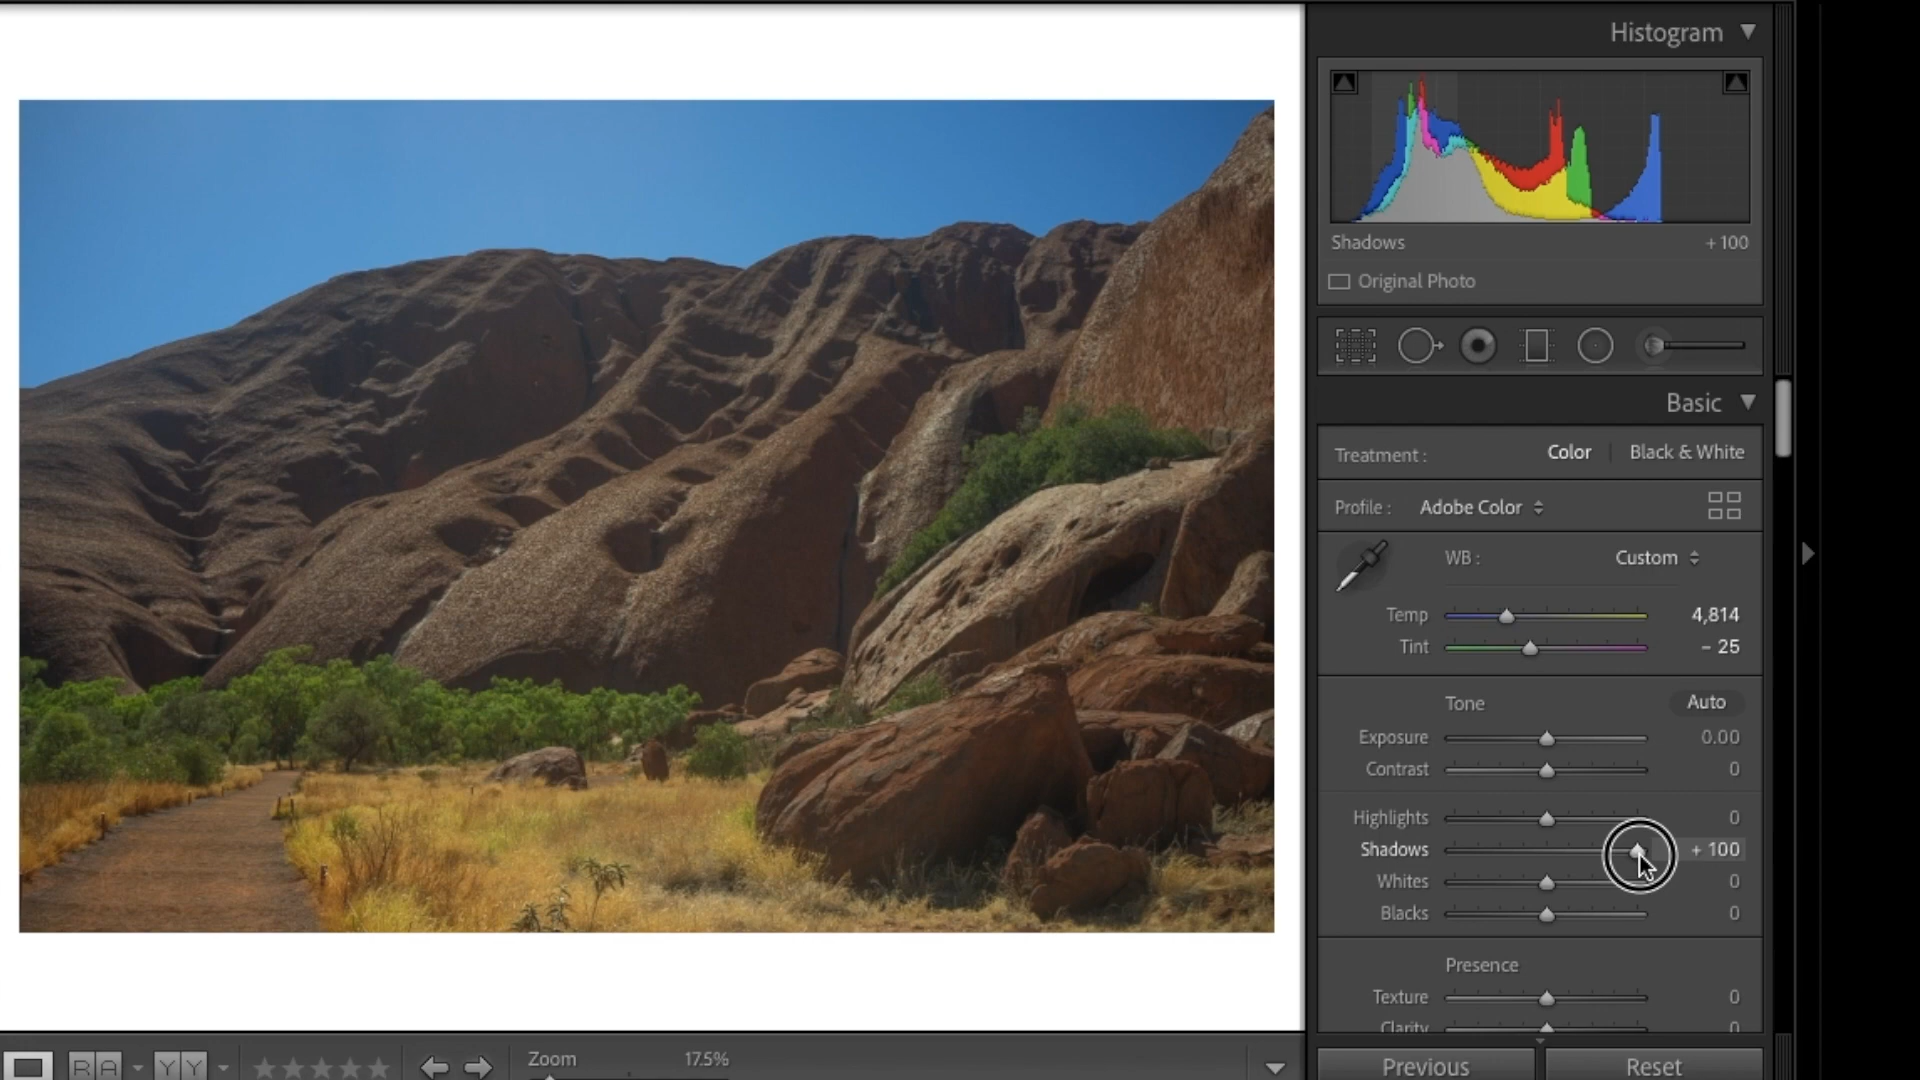 Histogram
Shadows +100
Original Photo
Basic
Treatment : Color Black & White
Profile : Adobe Color
WB : Custom
Temp 4,814
Tint – 25
Tone Auto
Exposure 0.00
Contrast 0
Highlights 0
Shadows + 100
Whites 0
Blacks 0
Presence
Texture 0
Clarity 0
R A Y Y Zoom 17.5% Previous Reset